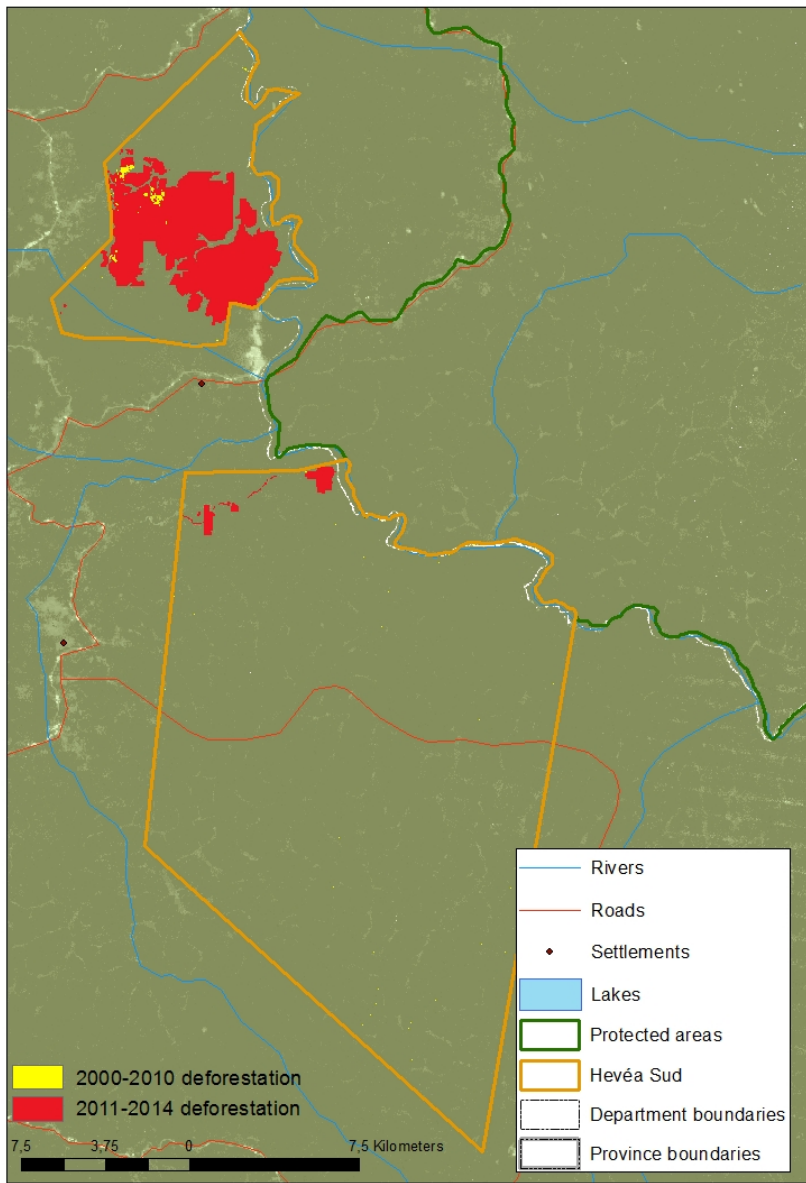 Rivers
Roads
Settlements
Lakes
Protected areas
Hevéa Sud
Department boundaries
Province boundaries
2000-2010 deforestation
2011-2014 deforestation
7,5 3,75 0 7,5 Kilometers